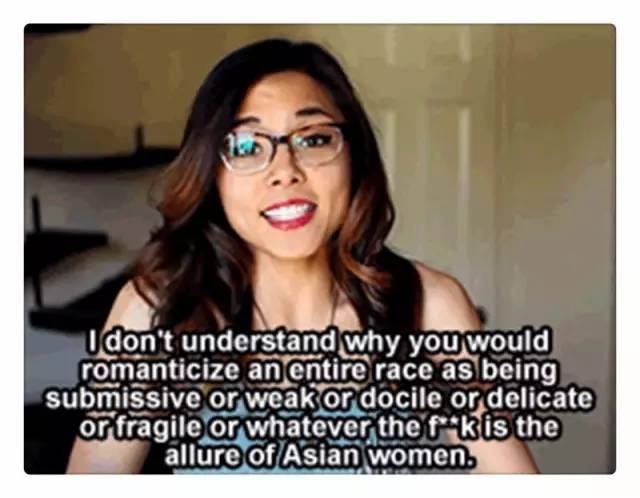 I don't understand why you would
romanticize an entire race as being
submissive or weak or docile or delicate
or fragile or whatever the f**k is the
allure of Asian women.